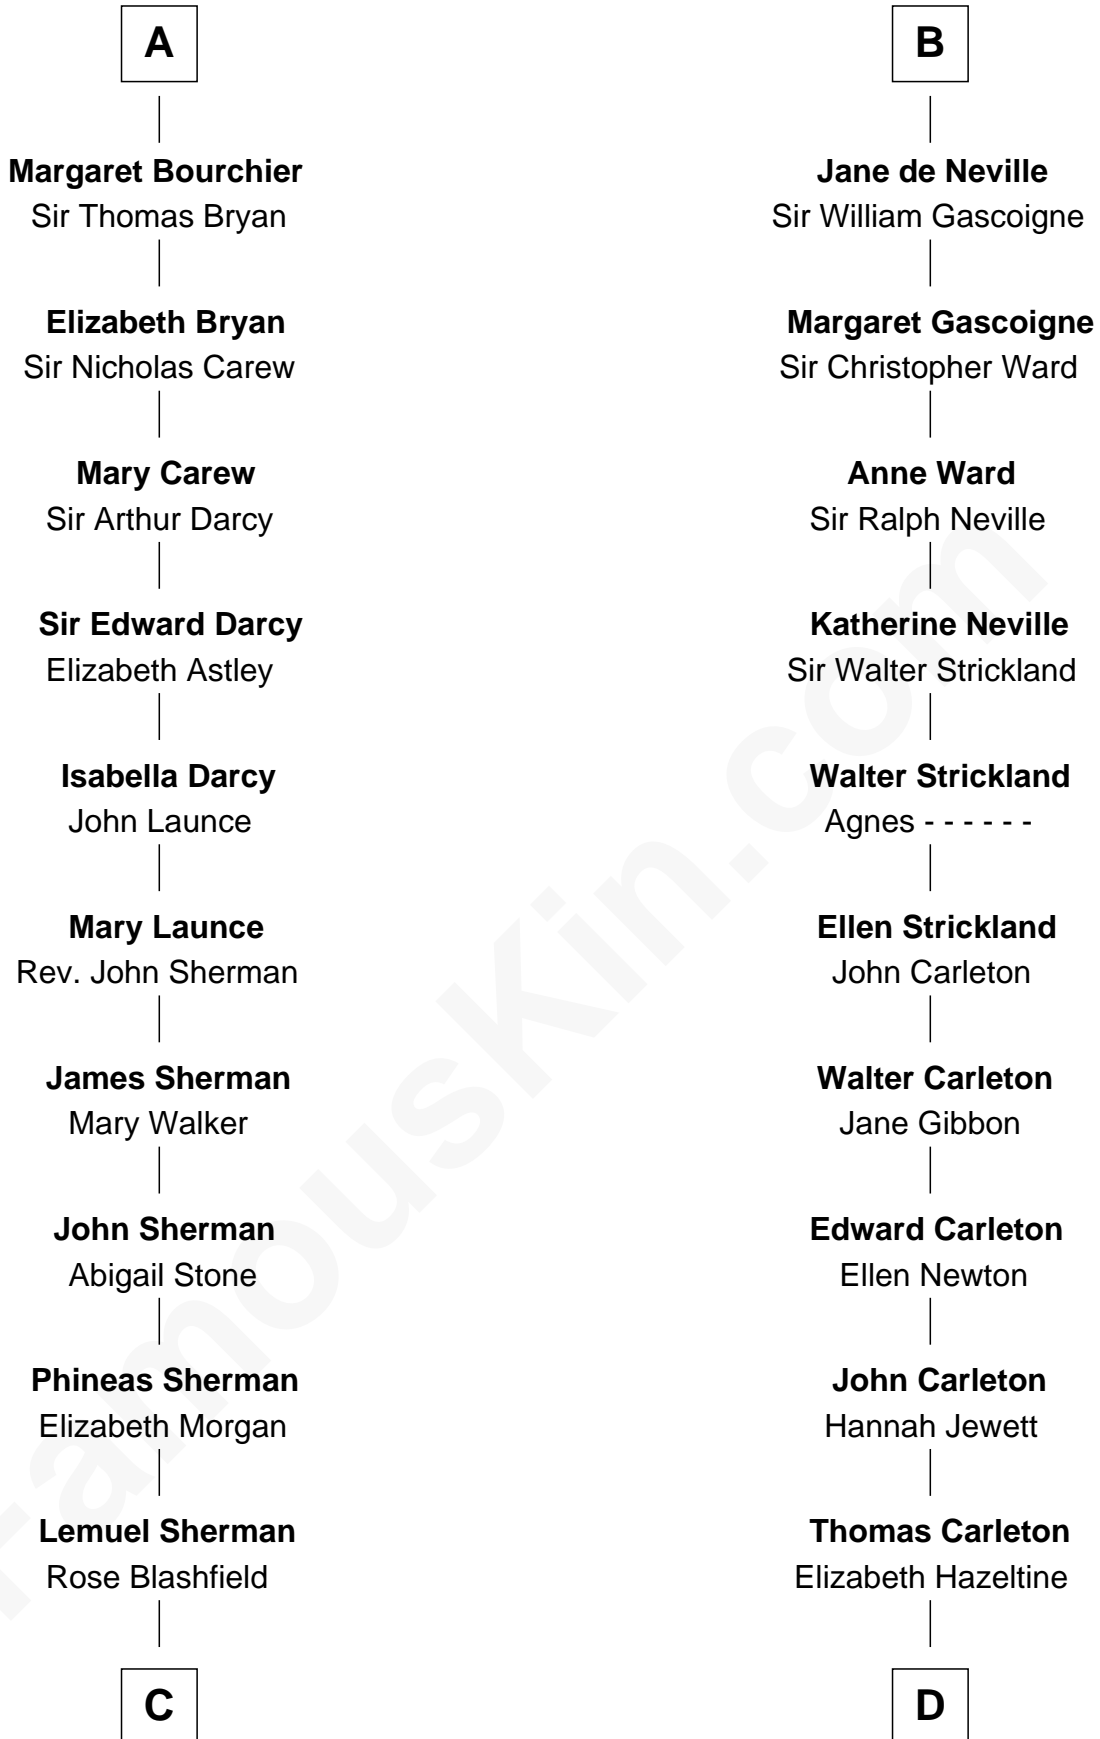 A
Margaret Bourchier
Sir Thomas Bryan
Elizabeth Bryan
Sir Nicholas Carew
Mary Carew
Sir Arthur Darcy
Sir Edward Darcy
Elizabeth Astley
Isabella Darcy
John Launce
Mary Launce
Rev. John Sherman
James Sherman
Mary Walker
John Sherman
Abigail Stone
Phineas Sherman
Elizabeth Morgan
Lemuel Sherman
Rose Blashfield
C
B
Jane de Neville
Sir William Gascoigne
Margaret Gascoigne
Sir Christopher Ward
Anne Ward
Sir Ralph Neville
Katherine Neville
Sir Walter Strickland
Walter Strickland
Agnes - - - - - -
Ellen Strickland
John Carleton
Walter Carleton
Jane Gibbon
Edward Carleton
Ellen Newton
John Carleton
Hannah Jewett
Thomas Carleton
Elizabeth Hazeltine
D
FamousKin.com